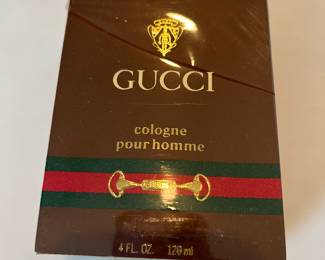 GUCCI
cologne
pour homme
4 FL. OZ. 120 ml